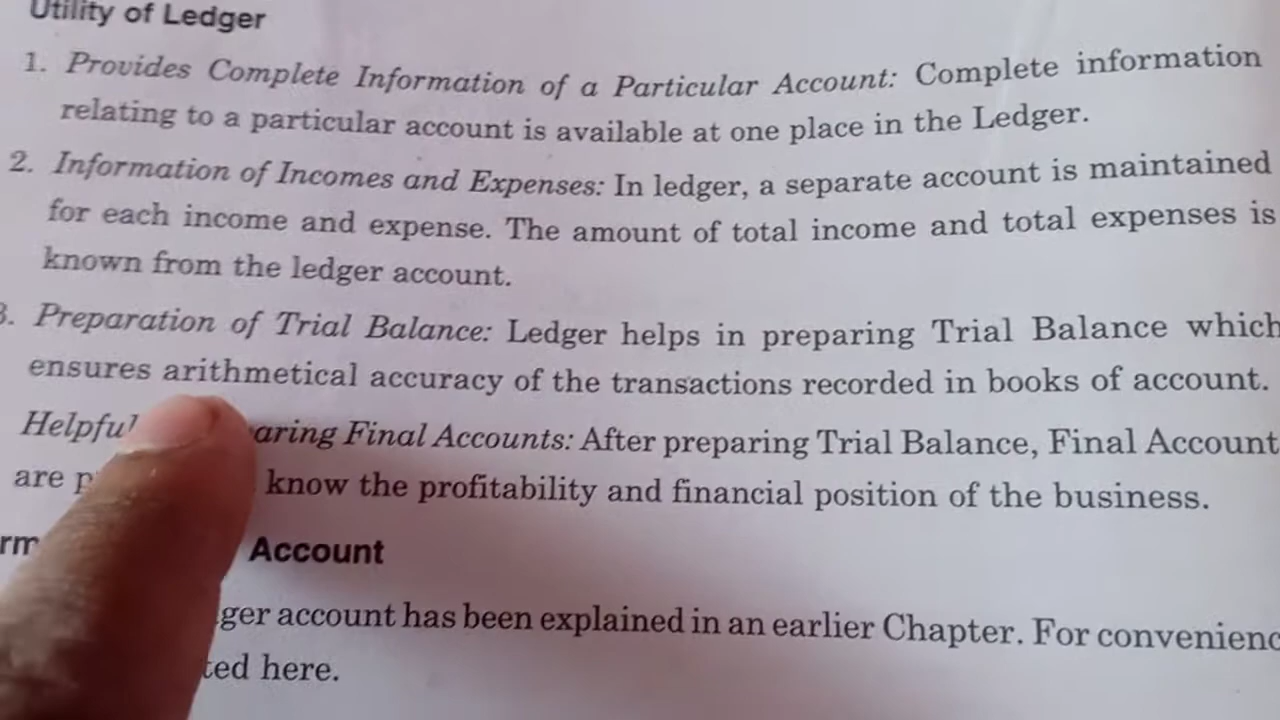 Utility of Ledger
1. Provides Complete Information of a Particular Account: Complete information
relating to a particular account is available at one place in the Ledger.
2. Information of Incomes and Expenses: In ledger, a separate account is maintained
for each income and expense. The amount of total income and total expenses is
known from the ledger account.
3. Preparation of Trial Balance: Ledger helps in preparing Trial Balance which
ensures arithmetical accuracy of the transactions recorded in books of account.
Helpful aring Final Accounts: After preparing Trial Balance, Final Account
are p know the profitability and financial position of the business.
rm Account
ger account has been explained in an earlier Chapter. For convenienc
ted here.